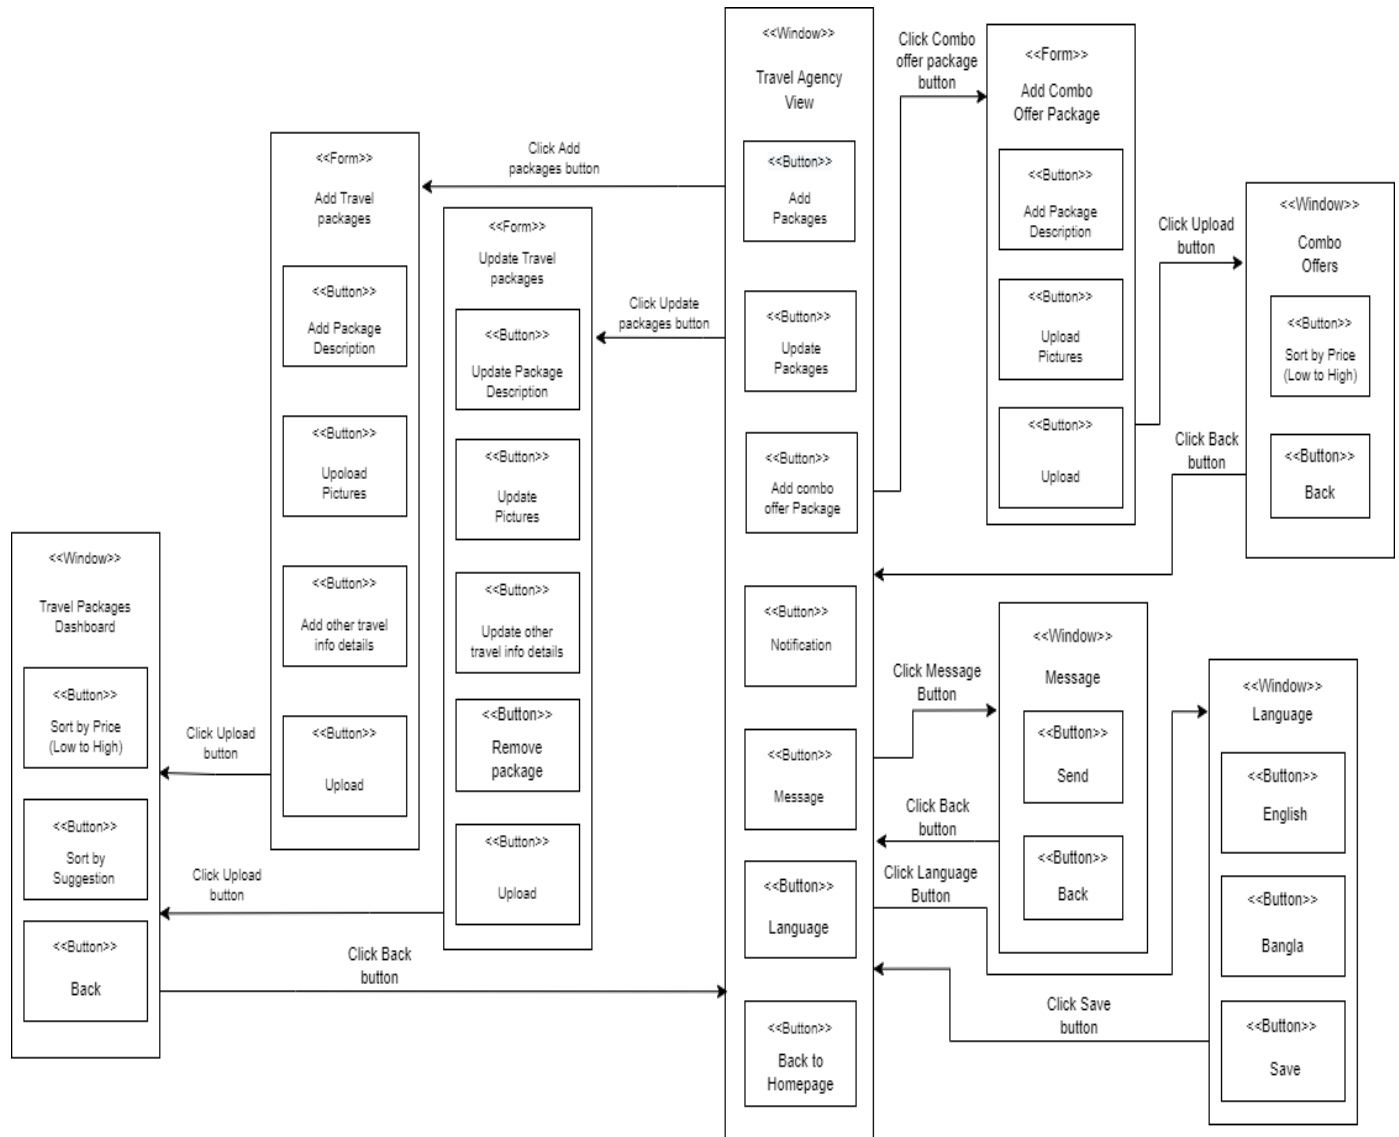 <<Window>>
Travel Agency
View
<<Button>>
Add
Packages
<<Button>>
Update
Packages
<<Button>>
Add combo
offer Package
<<Button>>
Notification
<<Button>>
Message
<<Button>>
Language
<<Button>>
Back to
Homepage
Click Add
packages button
<<Form>>
Add Travel
packages
<<Button>>
Add Package
Description
<<Button>>
Upoload
Pictures
<<Button>>
Add other travel
info details
<<Button>>
Upload
Click Update
packages button
<<Form>>
Update Travel
packages
<<Button>>
Update Package
Description
<<Button>>
Update
Pictures
<<Button>>
Update other
travel info details
<<Button>>
Remove
package
<<Button>>
Upload
Click Upload
button
Click Upload
button
<<Window>>
Travel Packages
Dashboard
<<Button>>
Sort by Price
(Low to High)
<<Button>>
Sort by
Suggestion
<<Button>>
Back
Click Back
button
Click Combo
offer package
button
<<Form>>
Add Combo
Offer Package
<<Button>>
Add Package
Description
<<Button>>
Upload
Pictures
<<Button>>
Upload
Click Upload
button
<<Window>>
Combo
Offers
<<Button>>
Sort by Price
(Low to High)
<<Button>>
Back
Click Back
button
Click Message
Button
<<Window>>
Message
<<Button>>
Send
<<Button>>
Back
Click Back
button
Click Language
Button
<<Window>>
Language
<<Button>>
English
<<Button>>
Bangla
<<Button>>
Save
Click Save
button